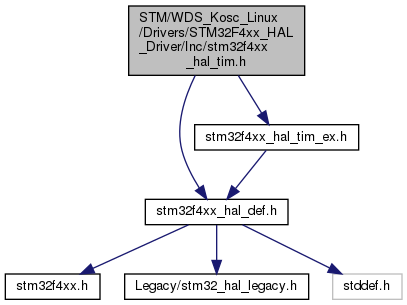 STM/WDS_Kosc_Linux
/Drivers/STM32F4xx_HAL
_Driver/Inc/stm32f4xx
_hal_tim.h
stm32f4xx_hal_tim_ex.h
stm32f4xx_hal_def.h
stm32f4xx.h
Legacy/stm32_hal_legacy.h
stddef.h